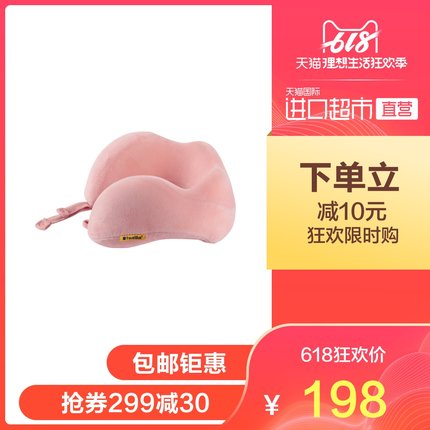 618
天猫理想生活狂欢季
天猫国际
进口超市 直营
下单立
减10元
狂欢限时购
包邮钜惠
抢券299减30
618狂欢价
¥ 198